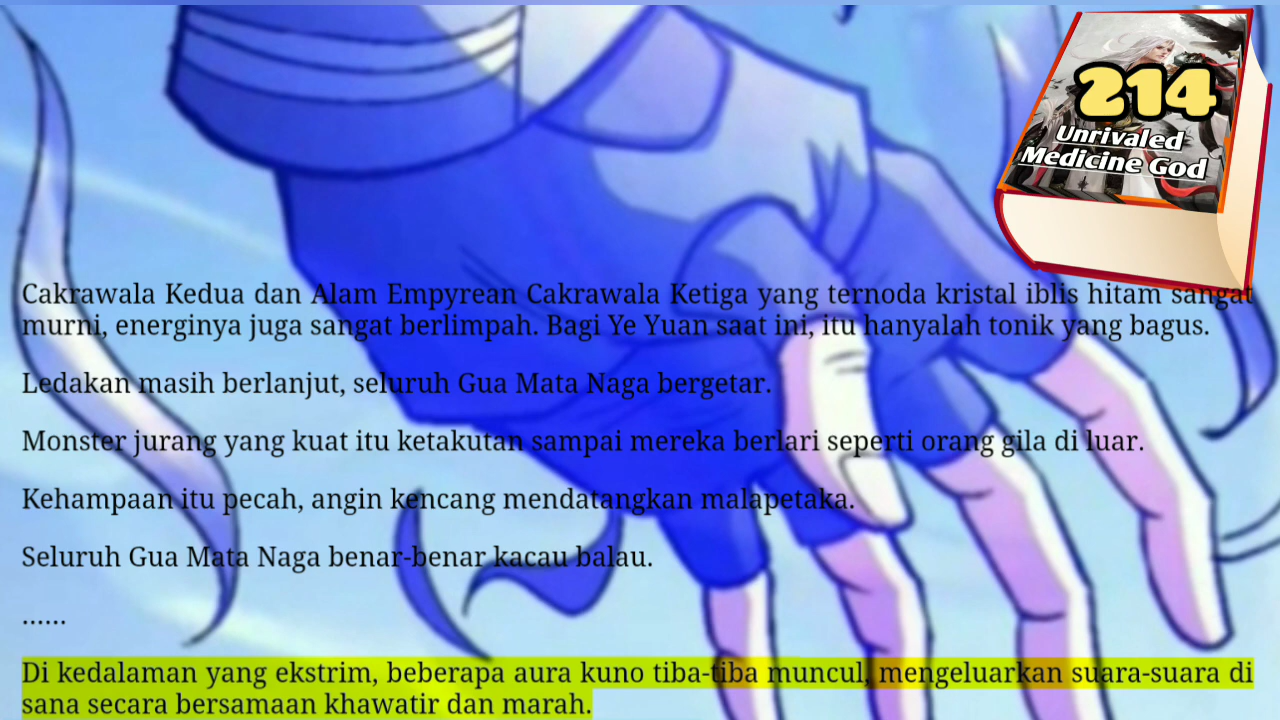 214
Unrivaled
Medicine God
Cakrawala Kedua dan Alam Empyrean Cakrawala Ketiga yang ternoda kristal iblis hitam sangat
murni, energinya juga sangat berlimpah. Bagi Ye Yuan saat ini, itu hanyalah tonik yang bagus.
Ledakan masih berlanjut, seluruh Gua Mata Naga bergetar.
Monster jurang yang kuat itu ketakutan sampai mereka berlari seperti orang gila di luar.
Kehampaan itu pecah, angin kencang mendatangkan malapetaka.
Seluruh Gua Mata Naga benar-benar kacau balau.
......
Di kedalaman yang ekstrim, beberapa aura kuno tiba-tiba muncul, mengeluarkan suara-suara di
sana secara bersamaan khawatir dan marah.